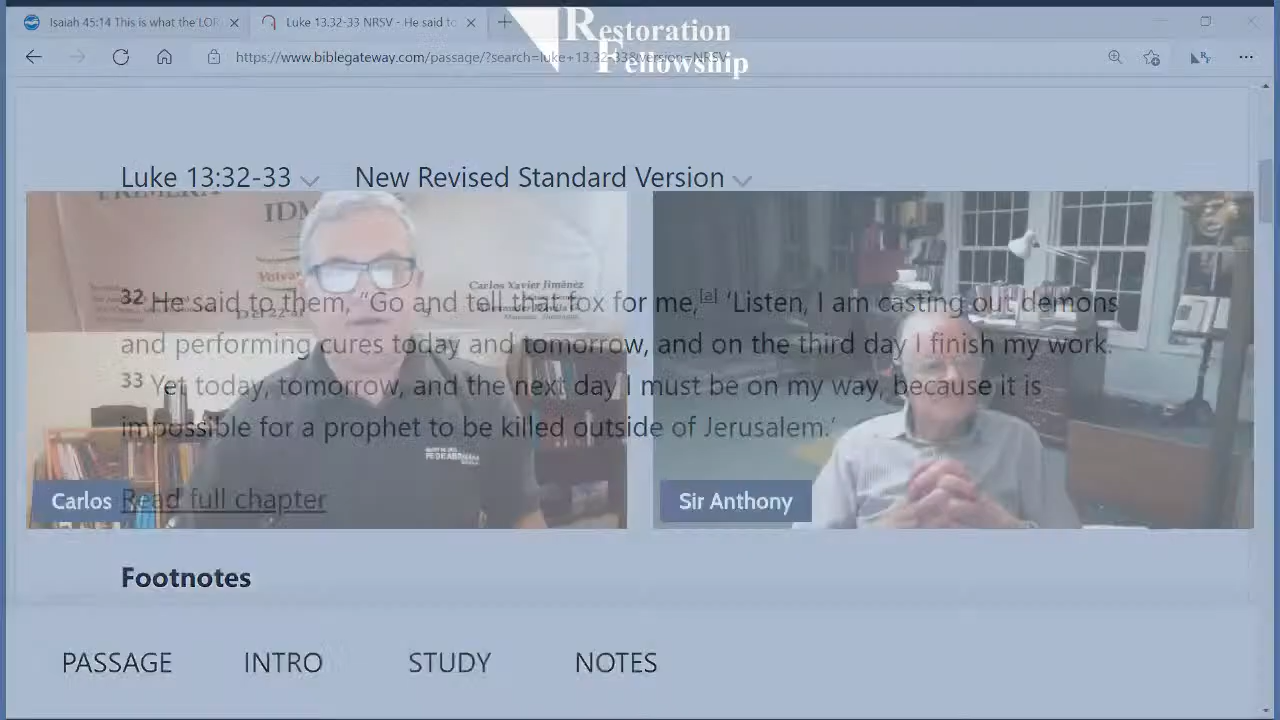 Isaiah 45:14 This is what the LOR
Luke 13.32-33 NRSV - He said to
Restoration
Fellowship
https://www.biblegateway.com/passage/?search=luke+13.32-33&version=NRSV
Luke 13:32-33
New Revised Standard Version
IDM
Carlos Xavier Jiménez
32 He said to them, “Go and tell that fox for me,[a] ‘Listen, I am casting out demons
and performing cures today and tomorrow, and on the third day I finish my work.
33 Yet today, tomorrow, and the next day I must be on my way, because it is
impossible for a prophet to be killed outside of Jerusalem.’
Read full chapter
Carlos
Sir Anthony
Footnotes
PASSAGE INTRO STUDY NOTES